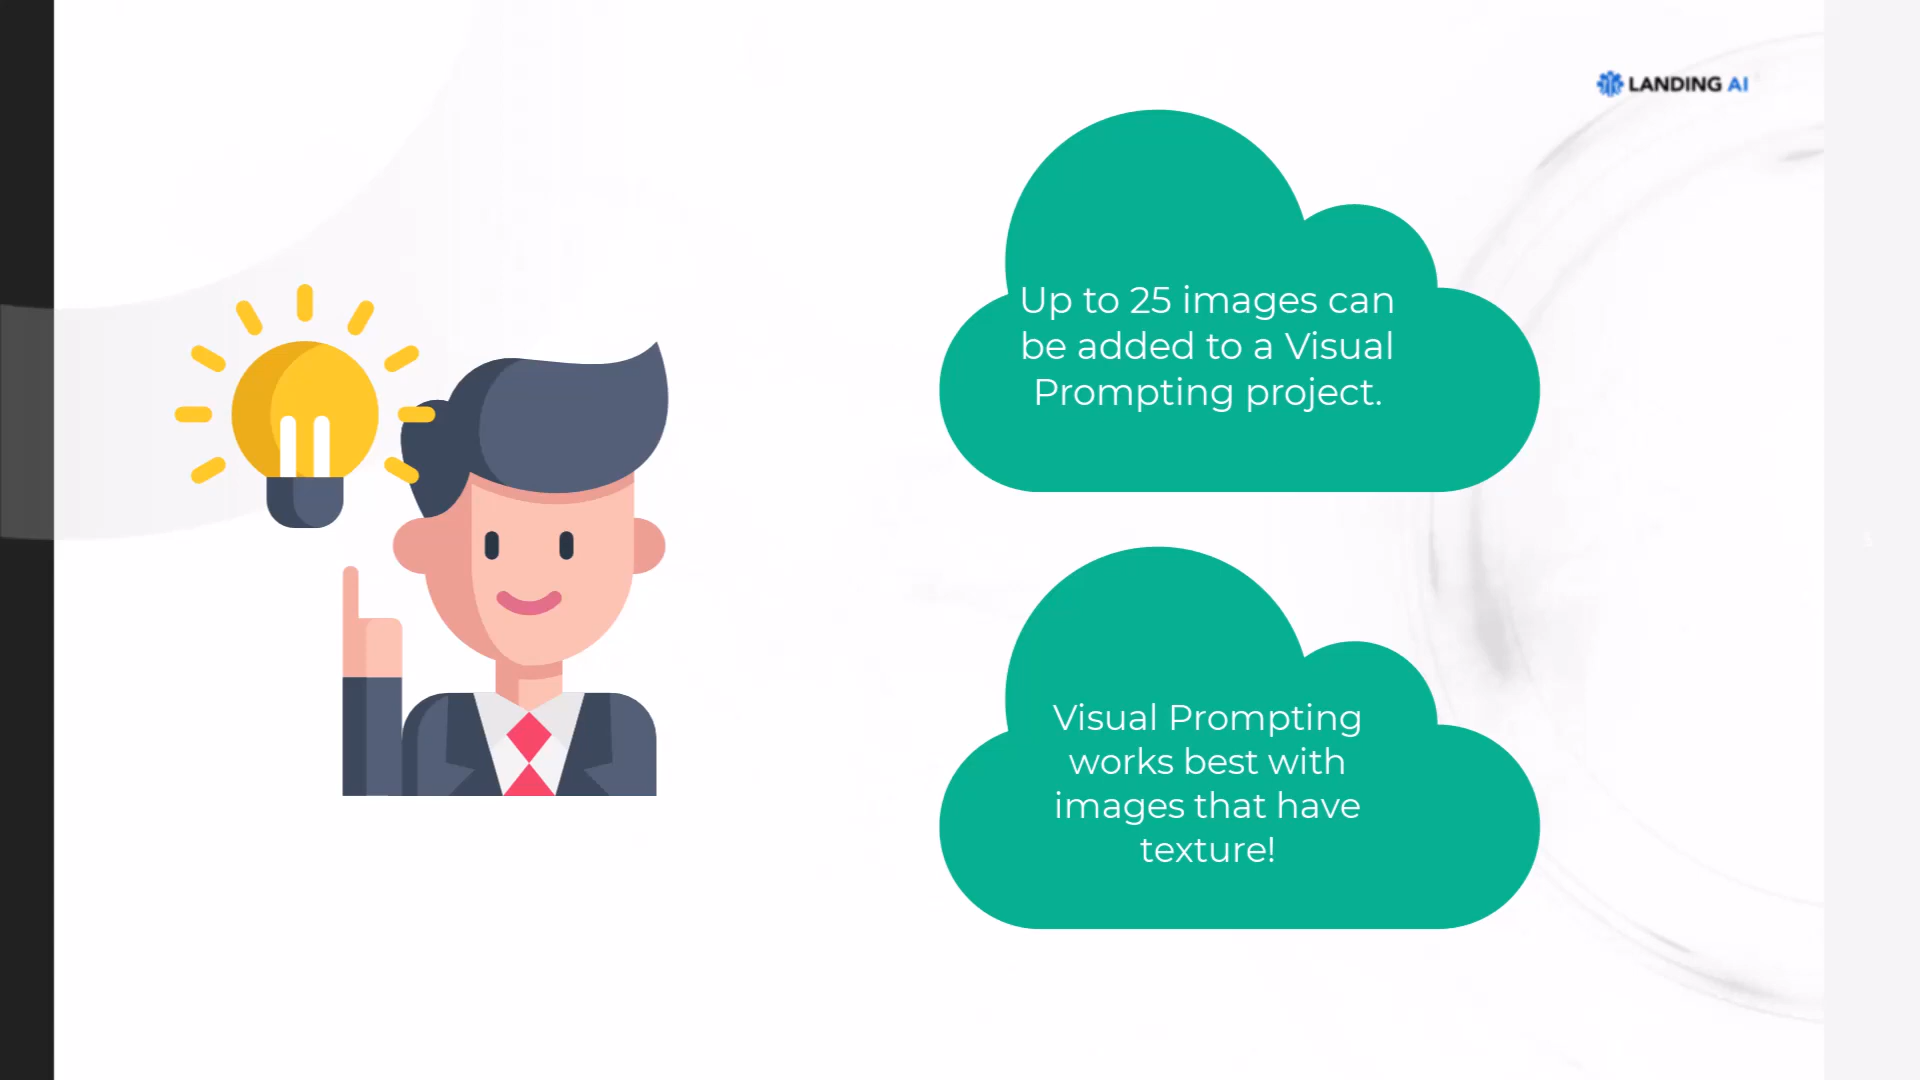 LANDING AI
Up to 25 images can
be added to a Visual
Prompting project.
Visual Prompting
works best with
images that have
texture!